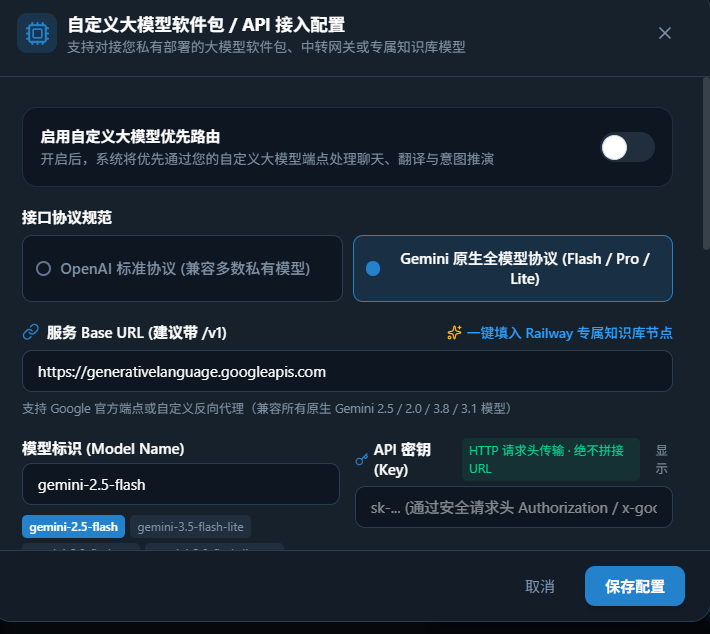 自定义大模型软件包 / API 接入配置
支持对接您私有部署的大模型软件包、中转网关或专属知识库模型
启用自定义大模型优先路由
开启后，系统将优先通过您的自定义大模型端点处理聊天、翻译与意图推演
接口协议规范
OpenAI 标准协议 (兼容多数私有模型)
Gemini 原生全模型协议 (Flash / Pro /
Lite)
服务 Base URL (建议带 /v1)
一键填入 Railway 专属知识库节点
https://generativelanguage.googleapis.com
支持 Google 官方端点或自定义反向代理（兼容所有原生 Gemini 2.5 / 2.0 / 3.8 / 3.1 模型）
模型标识 (Model Name)
gemini-2.5-flash
gemini-2.5-flash
gemini-3.5-flash-lite
API 密钥
(Key)
HTTP 请求头传输 · 绝不拼接
URL
显
示
sk-... (通过安全请求头 Authorization / x-goo
取消
保存配置